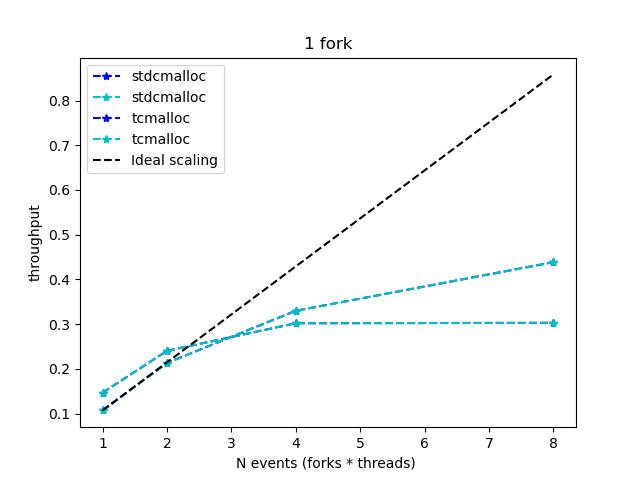 1 fork
stdcmalloc
stdcmalloc
tcmalloc
tcmalloc
Ideal scaling
throughput
0.8
0.7
0.6
0.5
0.4
0.3
0.2
0.1
1 2 3 4 5 6 7 8
N events (forks * threads)